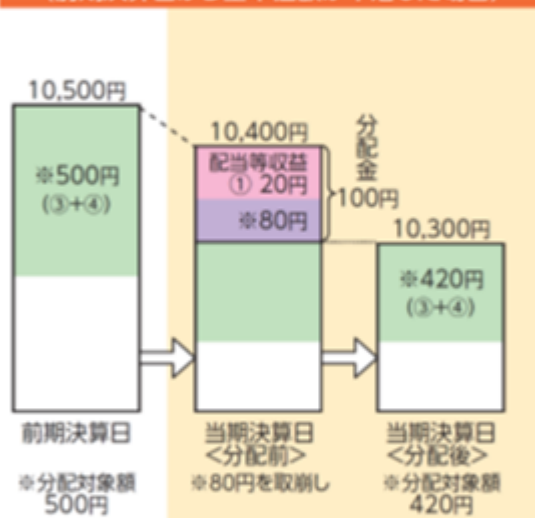 10,500円
※500円
(③+④)
前期決算日
※分配対象額
500円
10,400円
配当等収益
① 20円
※80円
分配金
100円
当期決算日
<分配前>
※80円を取崩し
10,300円
※420円
(③+④)
当期決算日
<分配後>
※分配対象額
420円